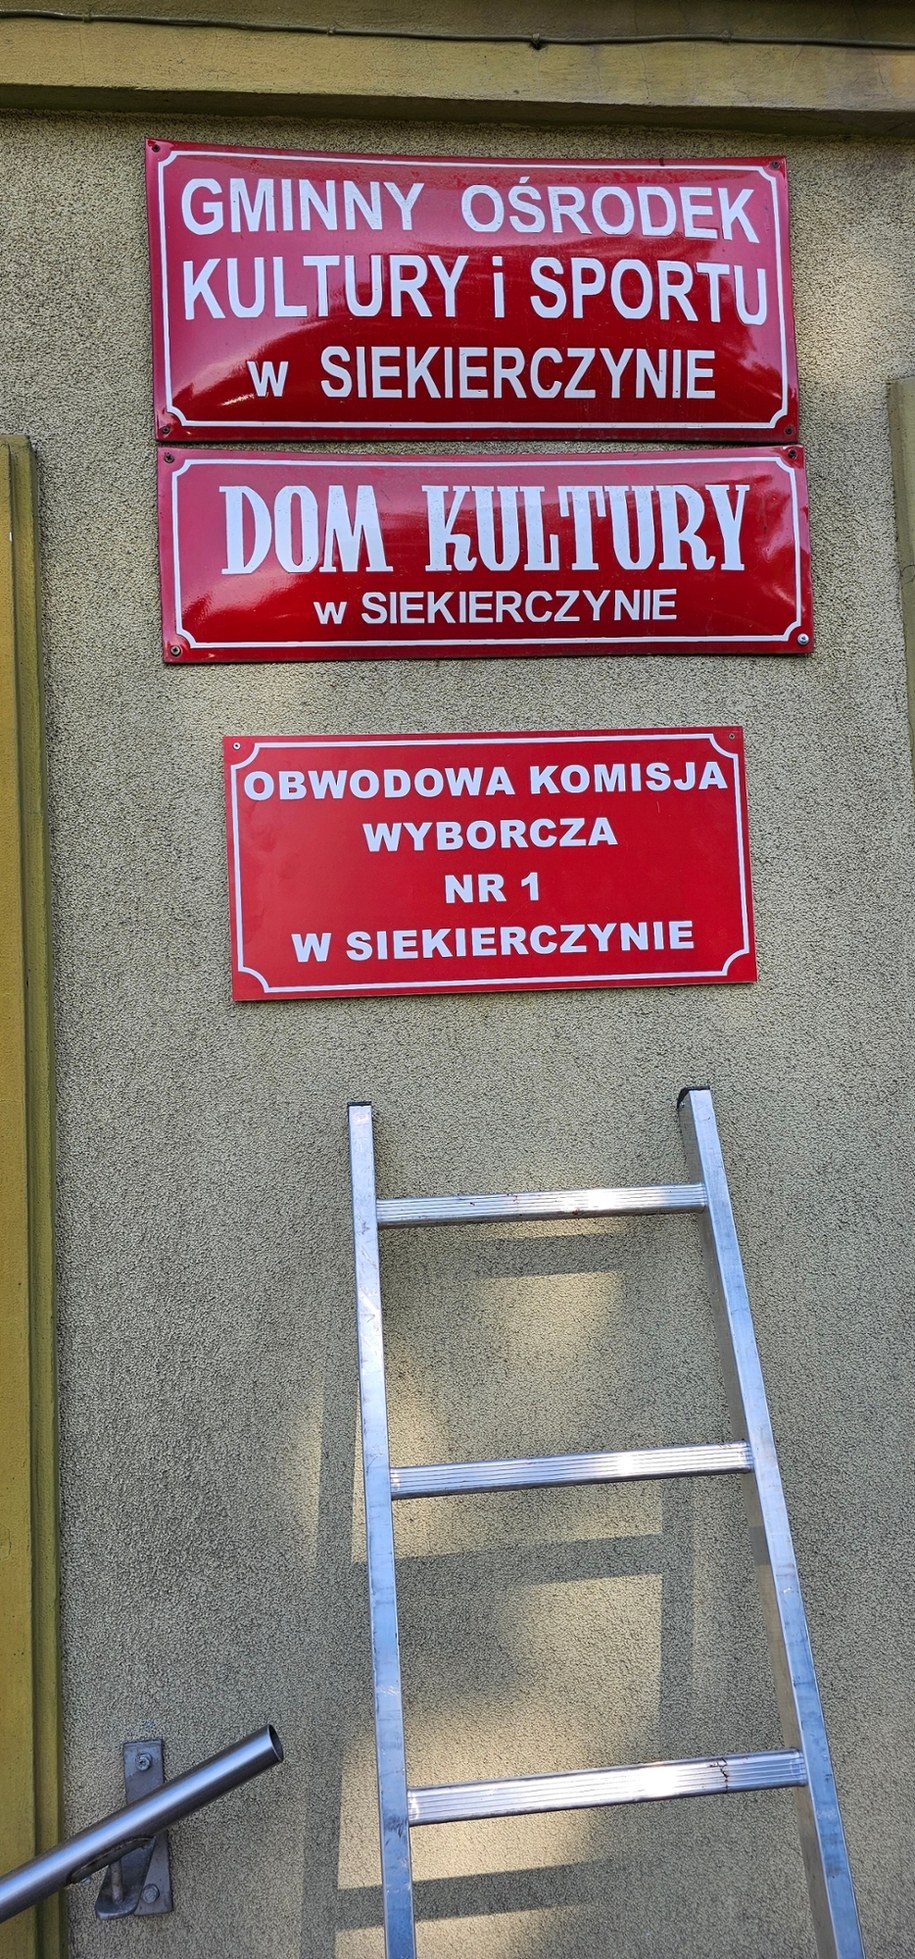 GMINNY OŚRODEK
KULTURY i SPORTU
w SIEKIERCZYNIE
DOM KULTURY
w SIEKIERCZYNIE
OBWODOWA KOMISJA
WYBORCZA
NR 1
W SIEKIERCZYNIE